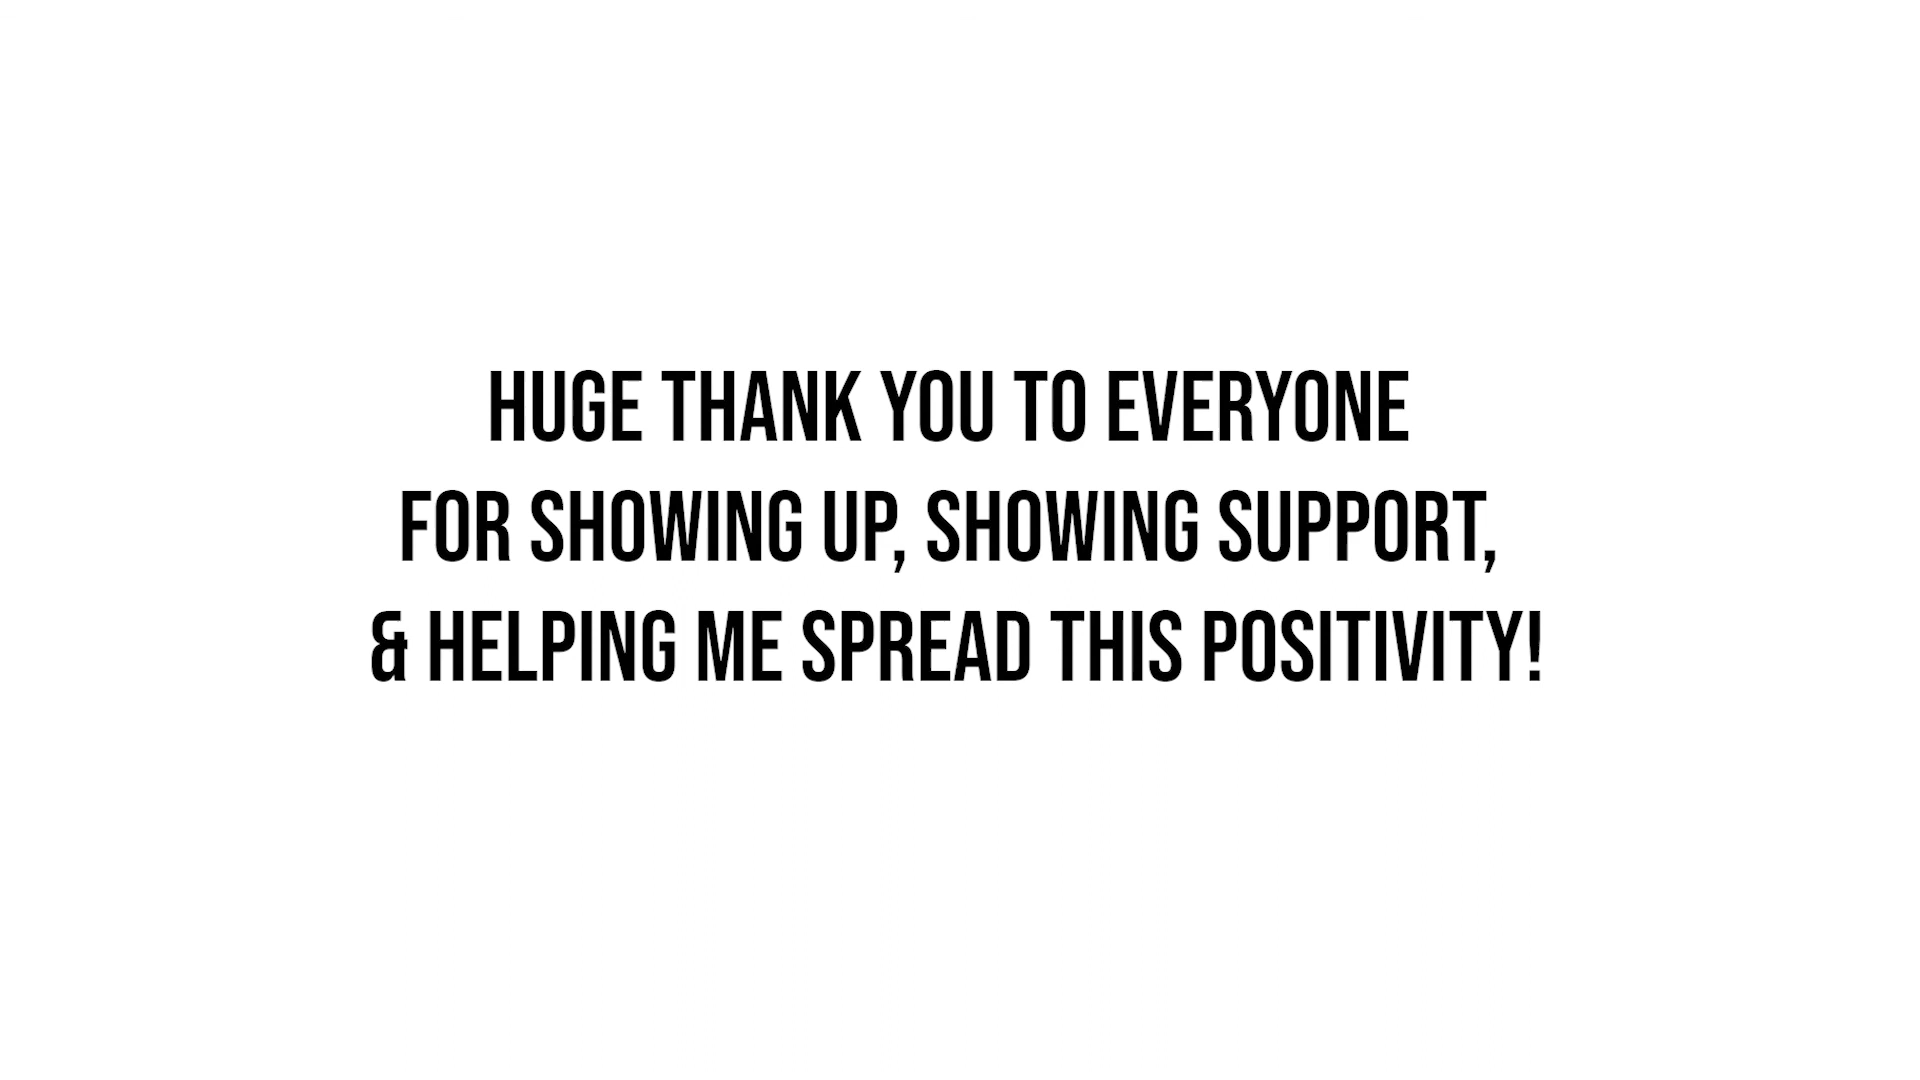 HUGE THANK YOU TO EVERYONE
FOR SHOWING UP, SHOWING SUPPORT,
& HELPING ME SPREAD THIS POSITIVITY!